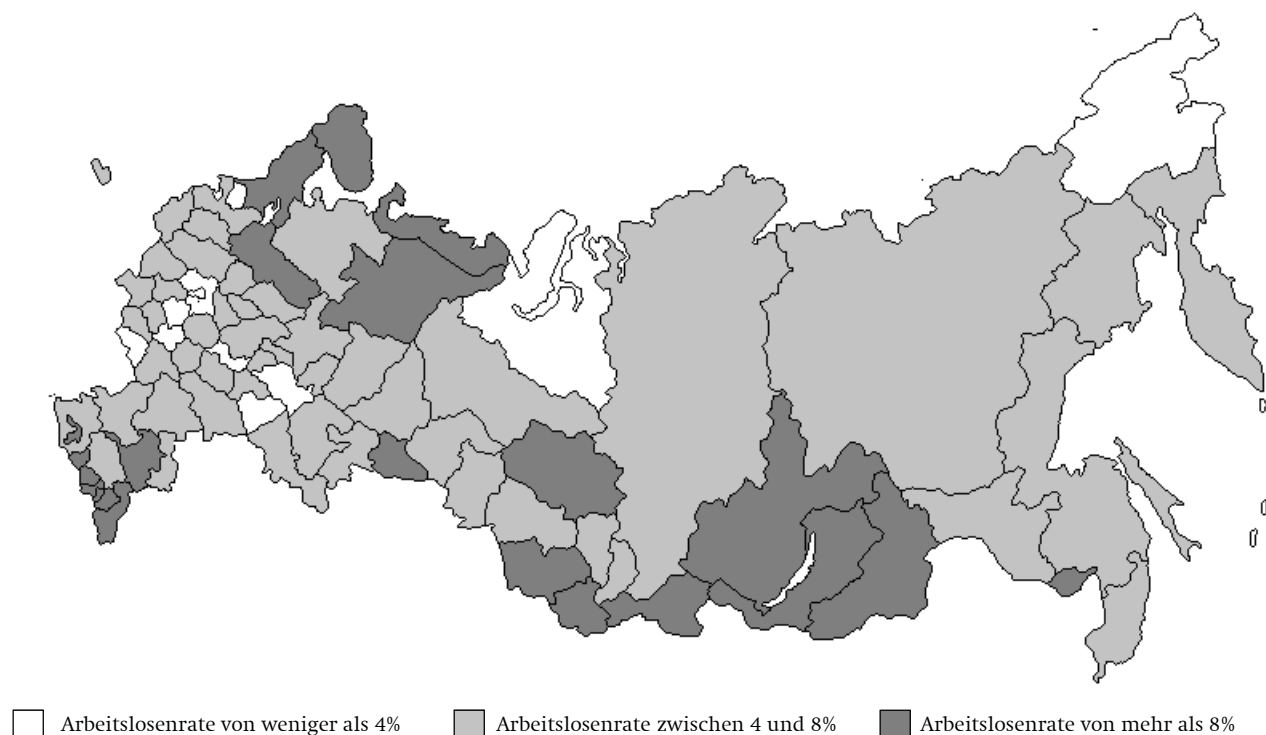 Arbeitslosenrate von weniger als 4% Arbeitslosenrate zwischen 4 und 8% Arbeitslosenrate von mehr als 8%